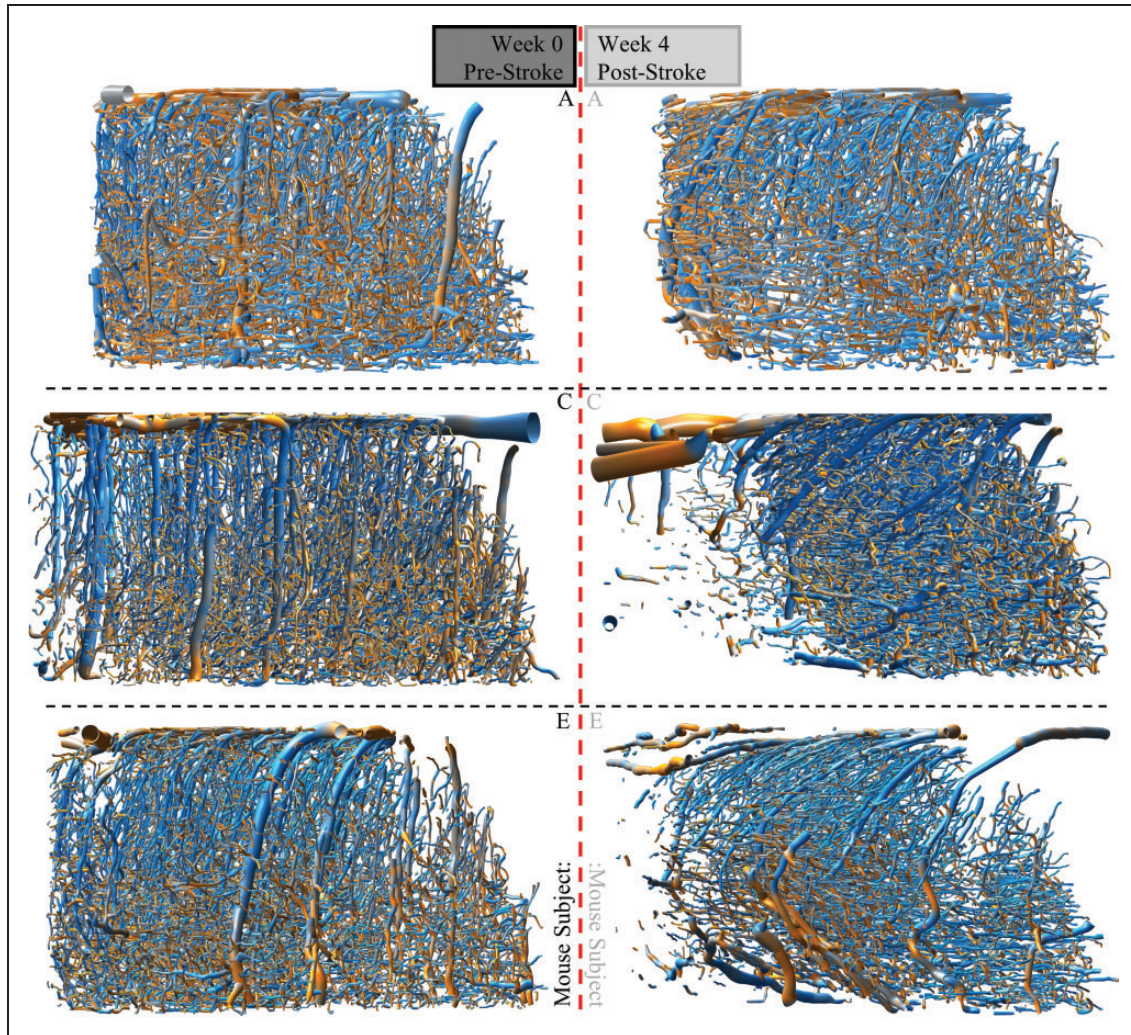 Week 0
Pre-Stroke
Week 4
Post-Stroke
A
A
C
C
E
E
Mouse Subject:
:Mouse Subject